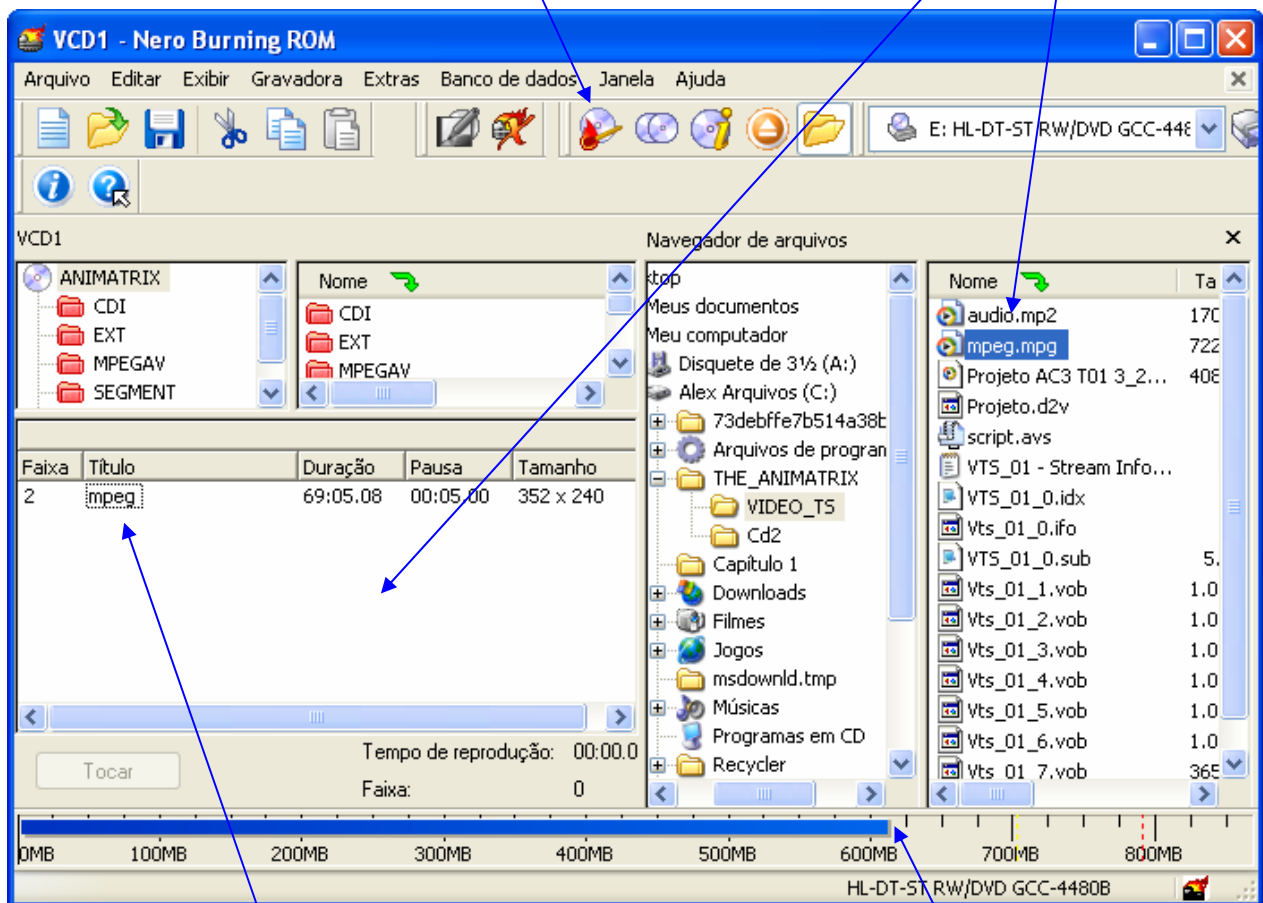 VCD1 - Nero Burning ROM
Arquivo Editar Exibir Gravadora Extras Banco de dados Janela Ajuda
E: HL-DT-ST RW/DVD GCC-448
VCD1
Navegador de arquivos
ANIMATRIX
CDI
EXT
MPEGAV
SEGMENT
Nome
CDI
EXT
MPEGAV
Faixa Título Duração Pausa Tamanho
2 mpeg 69:05.08 00:05.00 352 x 240
Tocar
Tempo de reprodução: 00:00.0
Faixa: 0
ktop
Meus documentos
Meu computador
Disquete de 3½ (A:)
Alex Arquivos (C:)
73debffe7b514a38b
Arquivos de progran
THE_ANIMATRIX
VIDEO_TS
Cd2
Capítulo 1
Downloads
Filmes
Jogos
msdownld.tmp
Músicas
Programas em CD
Recycler
Nome Ta
audio.mp2 170
mpeg.mpg 722
Projeto AC3 T01 3_2... 408
Projeto.d2v
script.avs
VTS_01 - Stream Info...
VTS_01_0.idx
Vts_01_0.ifo
VTS_01_0.sub 5.
Vts_01_1.vob 1.0
Vts_01_2.vob 1.0
Vts_01_3.vob 1.0
Vts_01_4.vob 1.0
Vts_01_5.vob 1.0
Vts_01_6.vob 1.0
Vts_01_7.vob 365
0MB 100MB 200MB 300MB 400MB 500MB 600MB 700MB 800MB
HL-DT-ST RW/DVD GCC-4480B